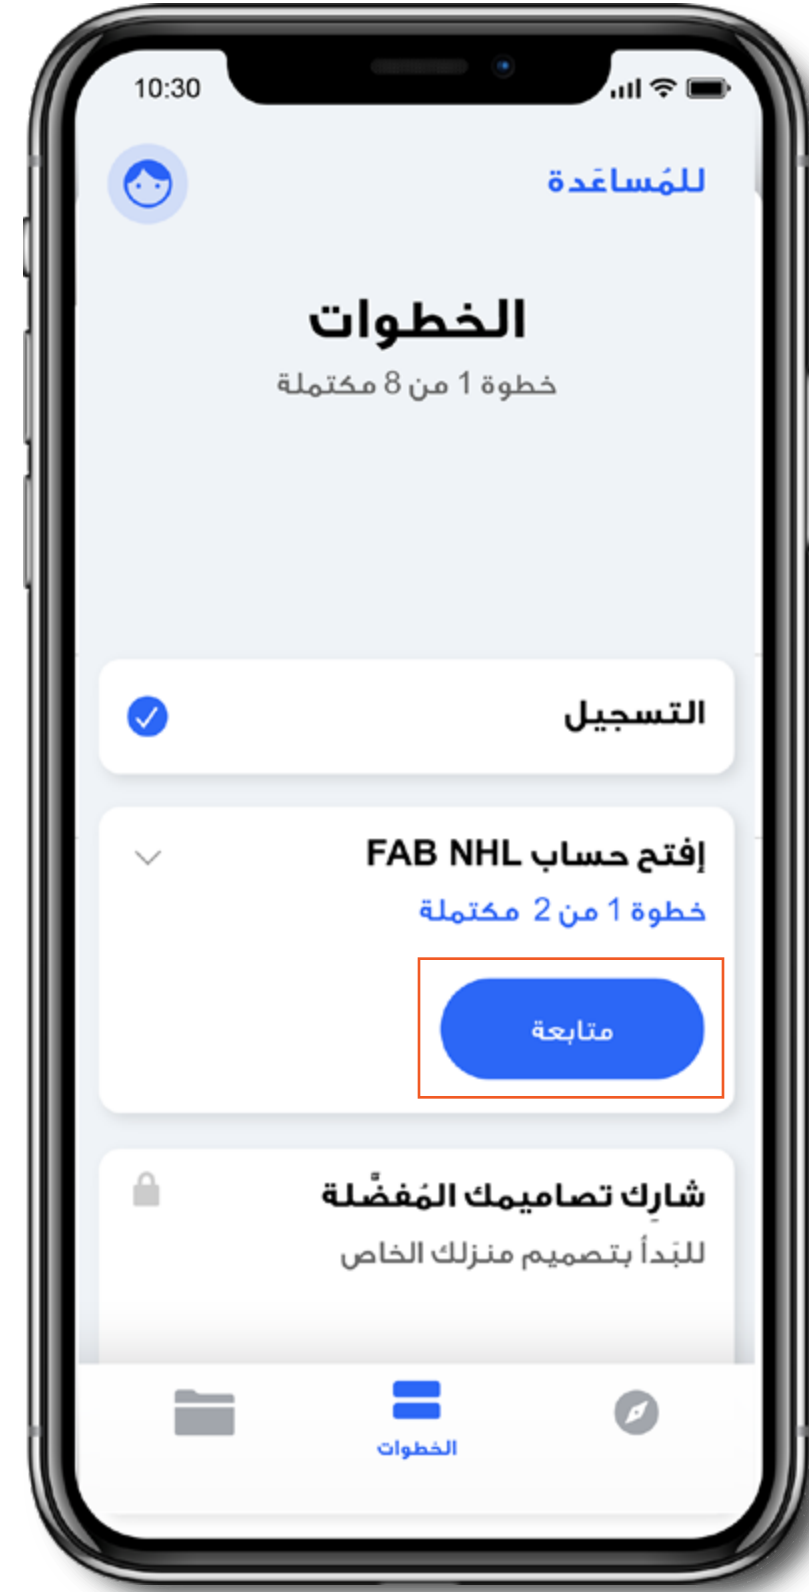 10:30
للمُساعَدة
الخطوات
خطوة 1 من 8 مكتملة
التسجيل
إفتح حساب FAB NHL
خطوة 1 من 2 مكتملة
متابعة
شارِك تصاميمك المُفضَّلة
للبَدأ بتصميم منزلك الخاص
الخطوات